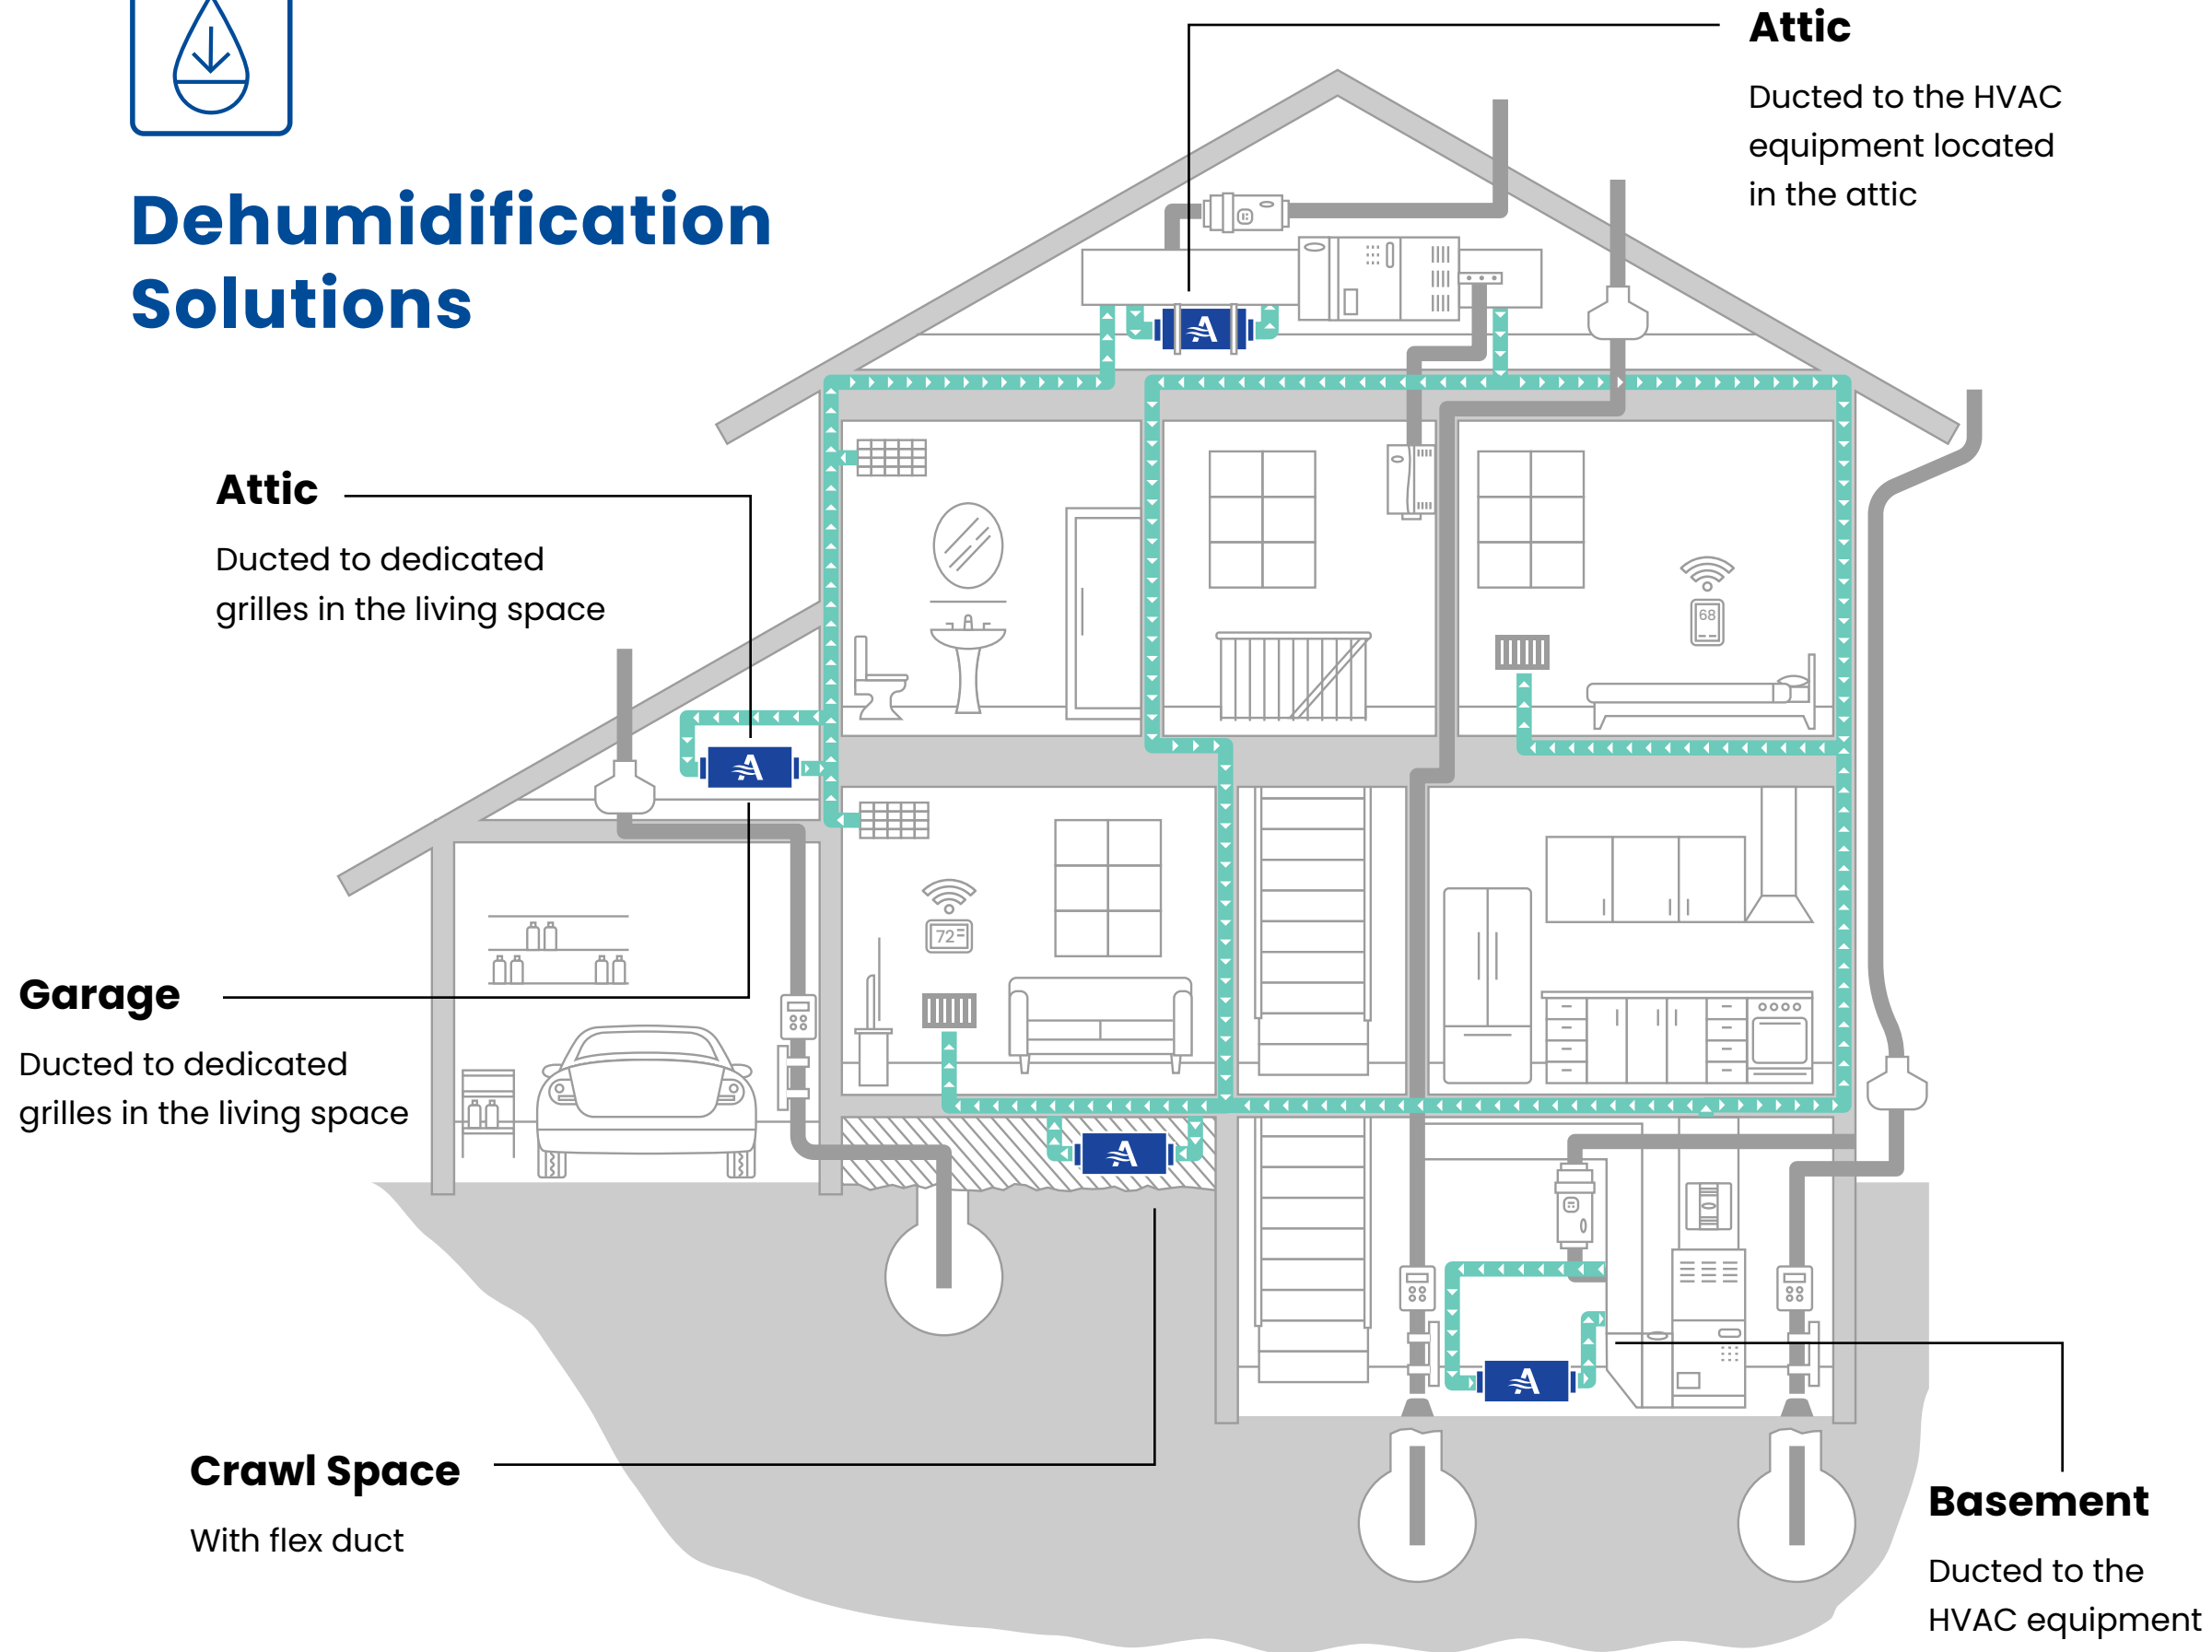 Dehumidification
Solutions
Attic
Ducted to the HVAC
equipment located
in the attic
Attic
Ducted to dedicated
grilles in the living space
68
72
Garage
Ducted to dedicated
grilles in the living space
Crawl Space
With flex duct
Basement
Ducted to the
HVAC equipment
A
A
A
A